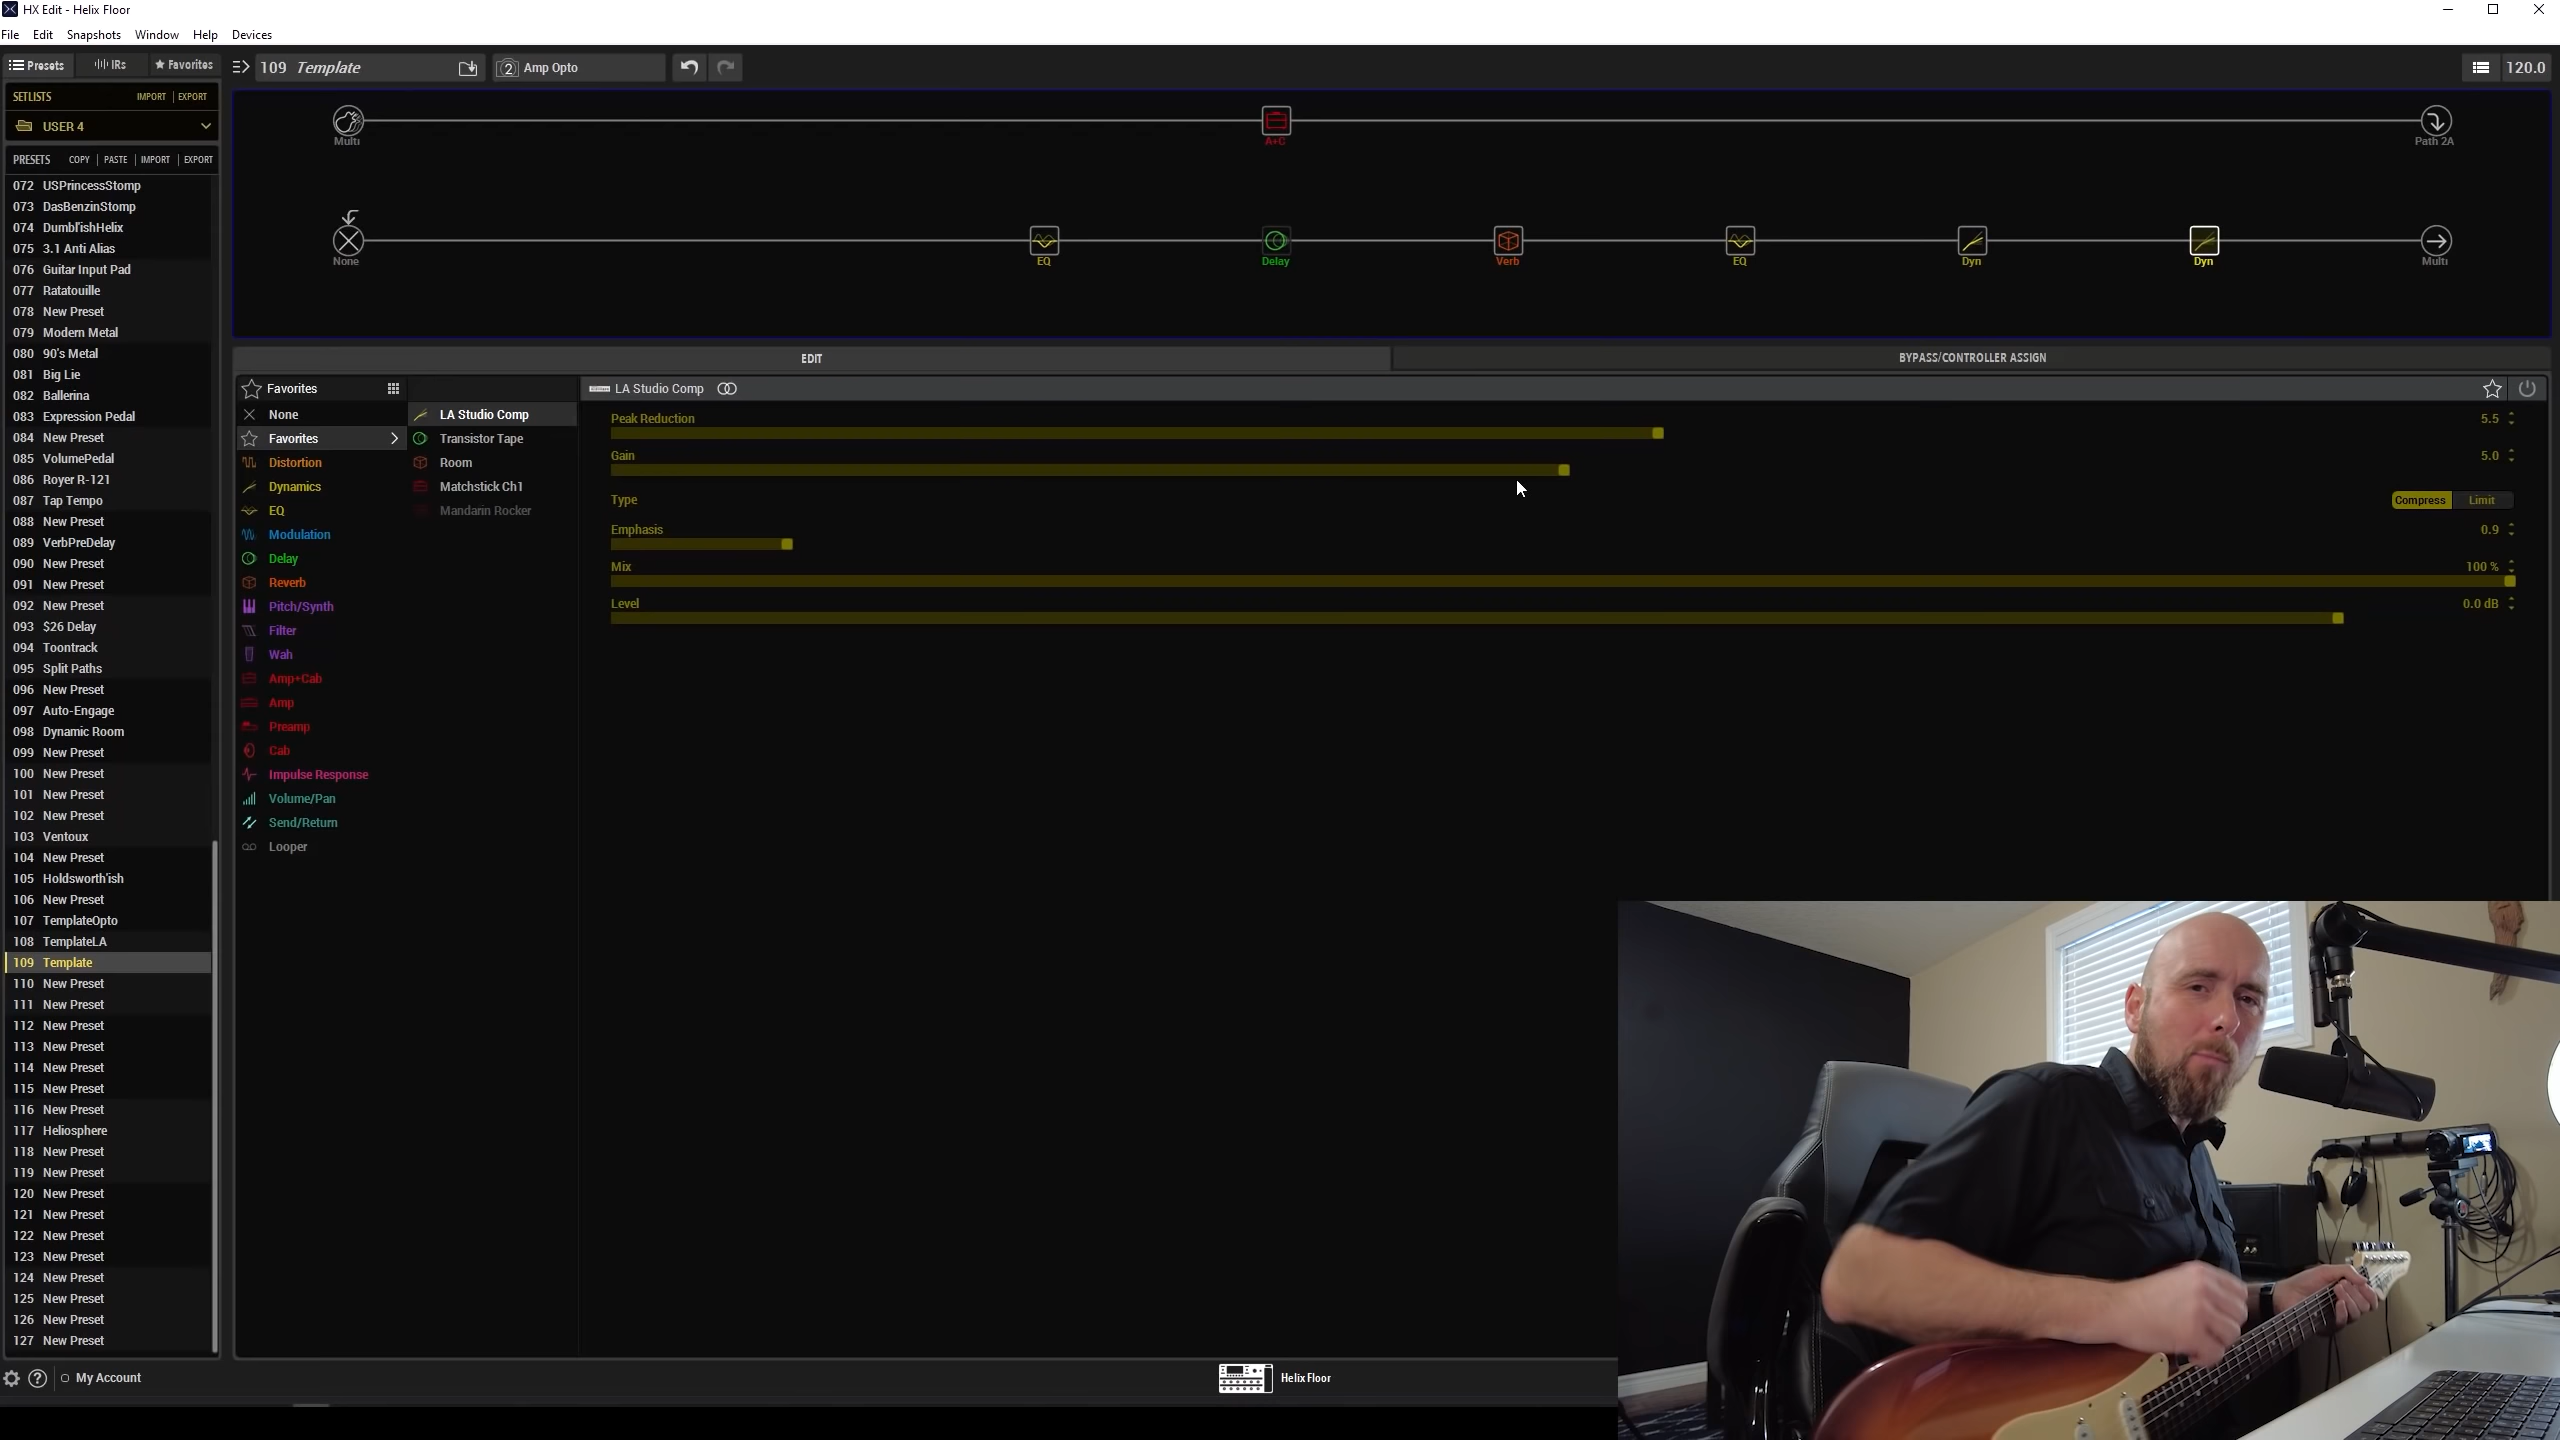 HX Edit - Helix Floor
File Edit Snapshots Window Help Devices
Presets IRs Favorites 109 Template 2 Amp Opto 120.0
SETLISTS IMPORT | EXPORT
USER 4
PRESETS COPY | PASTE | IMPORT | EXPORT
072 USPrincessStomp
073 DasBenzinStomp
074 Dumbl'ishHelix
075 3.1 Anti Alias
076 Guitar Input Pad
077 Ratatouille
078 New Preset
079 Modern Metal
080 90's Metal
081 Big Lie
082 Ballerina
083 Expression Pedal
084 New Preset
085 VolumePedal
086 Royer R-121
087 Tap Tempo
088 New Preset
089 VerbPreDelay
090 New Preset
091 New Preset
092 New Preset
093 $26 Delay
094 Toontrack
095 Split Paths
096 New Preset
097 Auto-Engage
098 Dynamic Room
099 New Preset
100 New Preset
101 New Preset
102 New Preset
103 Ventoux
104 New Preset
105 Holdsworth'ish
106 New Preset
107 TemplateOpto
108 TemplateLA
109 Template
110 New Preset
111 New Preset
112 New Preset
113 New Preset
114 New Preset
115 New Preset
116 New Preset
117 Heliosphere
118 New Preset
119 New Preset
120 New Preset
121 New Preset
122 New Preset
123 New Preset
124 New Preset
125 New Preset
126 New Preset
127 New Preset
My Account
Multi A+C Path 2A
None EQ Delay Verb EQ Dyn Dyn Multi
EDIT BYPASS/CONTROLLER ASSIGN
Favorites
None
Favorites
Distortion
Dynamics
EQ
Modulation
Delay
Reverb
Pitch/Synth
Filter
Wah
Amp+Cab
Amp
Preamp
Cab
Impulse Response
Volume/Pan
Send/Return
Looper
LA Studio Comp
Transistor Tape
Room
Matchstick Ch1
Mandarin Rocker
LA Studio Comp
Peak Reduction 5.5
Gain 5.0
Type Compress Limit
Emphasis 0.9
Mix 100 %
Level 0.0 dB
Helix Floor